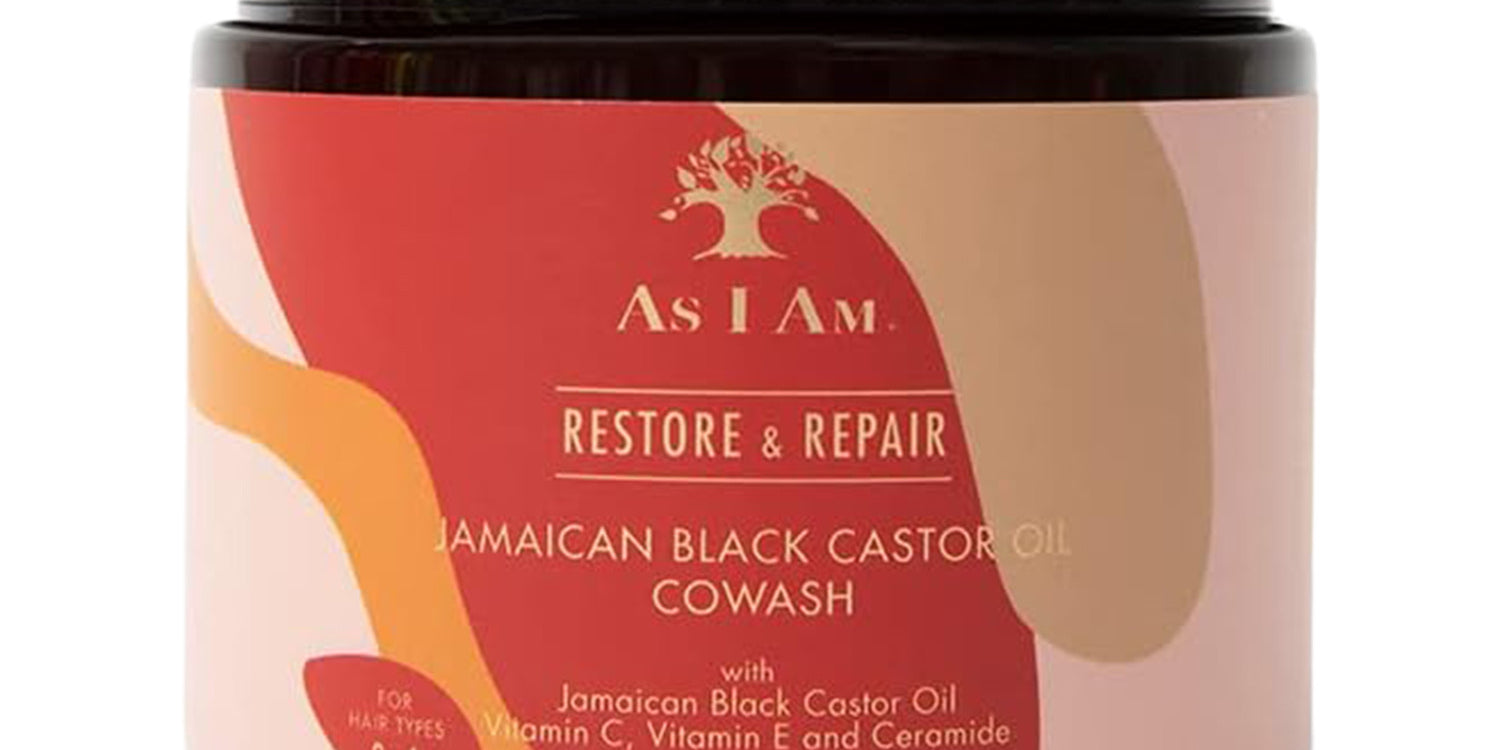 AS I AM
RESTORE & REPAIR
JAMAICAN BLACK CASTOR OIL
COWASH
with
Jamaican Black Castor Oil
Vitamin C, Vitamin E and Ceramide
FOR
HAIR TYPES